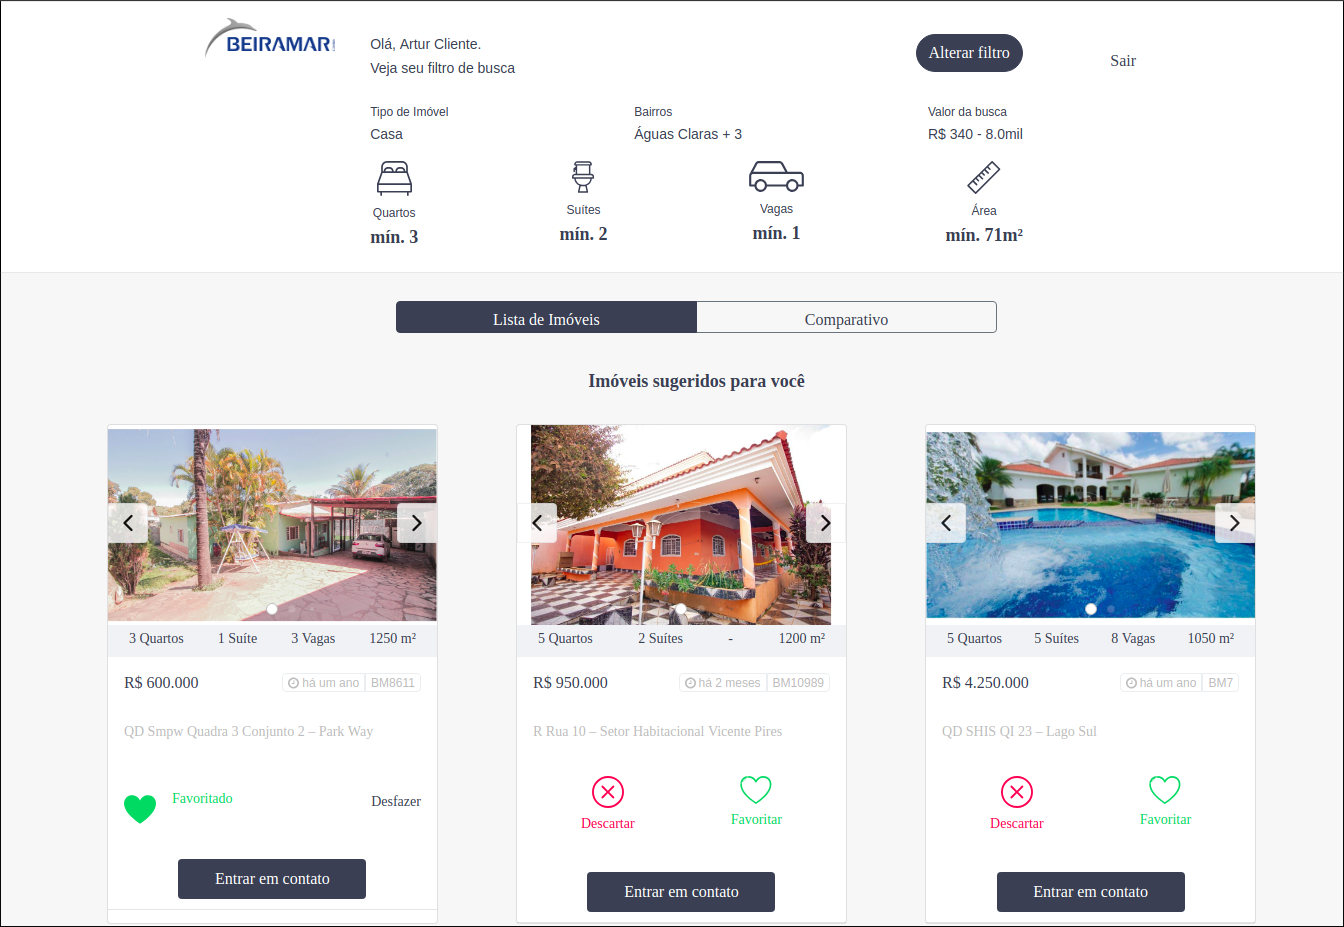 BEIRAMAR
Olá, Artur Cliente.
Veja seu filtro de busca
Alterar filtro
Sair
Tipo de Imóvel
Casa
Bairros
Águas Claras + 3
Valor da busca
R$ 340 - 8.0mil
Quartos
mín. 3
Suítes
mín. 2
Vagas
mín. 1
Área
mín. 71m²
Lista de Imóveis
Comparativo
Imóveis sugeridos para você
3 Quartos 1 Suíte 3 Vagas 1250 m²
R$ 600.000 há um ano BM8611
QD Smpw Quadra 3 Conjunto 2 – Park Way
Favoritado
Desfazer
Entrar em contato
5 Quartos 2 Suítes - 1200 m²
R$ 950.000 há 2 meses BM10989
R Rua 10 – Setor Habitacional Vicente Pires
Descartar
Favoritar
Entrar em contato
5 Quartos 5 Suítes 8 Vagas 1050 m²
R$ 4.250.000 há um ano BM7
QD SHIS QI 23 – Lago Sul
Descartar
Favoritar
Entrar em contato